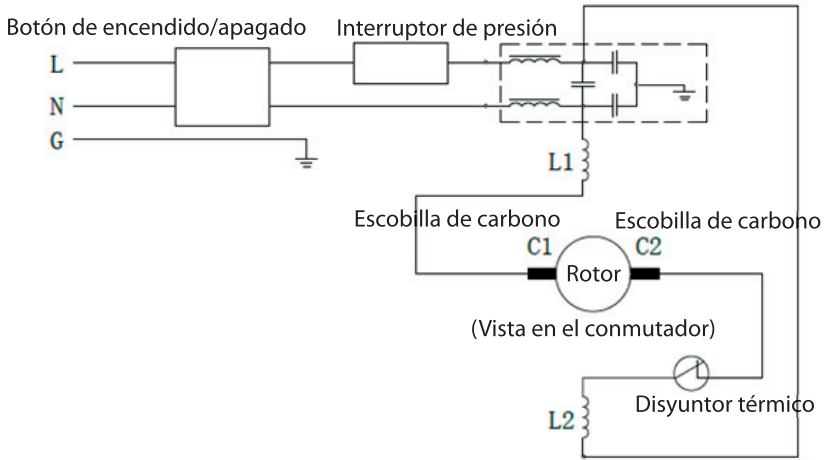 Botón de encendido/apagado
Interruptor de presión
L
N
G
L1
Escobilla de carbono
Escobilla de carbono
C1
C2
Rotor
(Vista en el conmutador)
Disyuntor térmico
L2